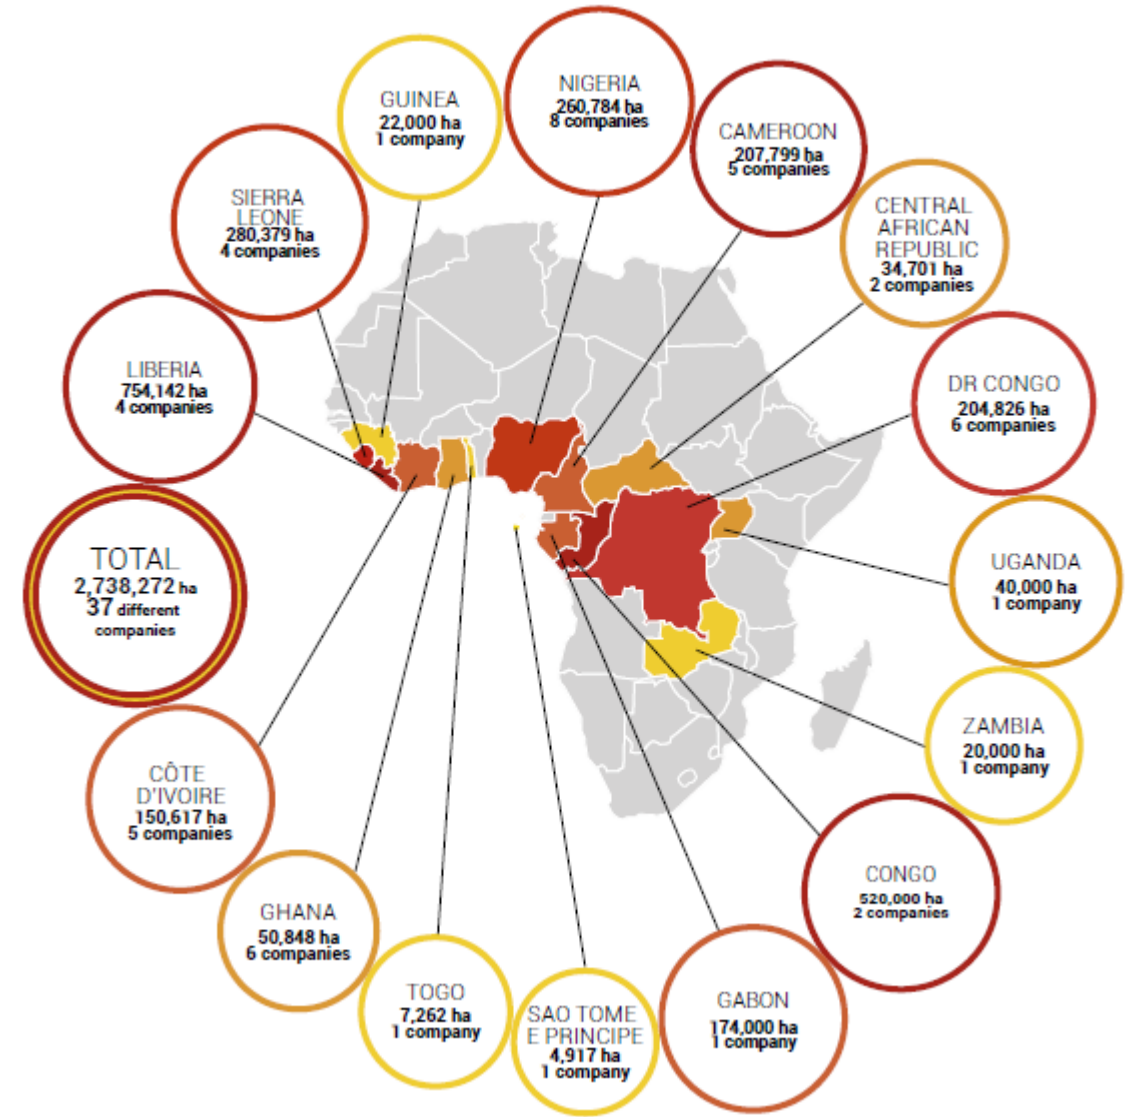 NIGERIA
260,784 ha
8 companies
GUINEA
22,000 ha
1 company
CAMEROON
207,799 ha
5 companies
SIERRA
LEONE
280,379 ha
4 companies
CENTRAL
AFRICAN
REPUBLIC
34,701 ha
2 companies
LIBERIA
754,142 ha
4 companies
DR CONGO
204,826 ha
6 companies
TOTAL
2,738,272 ha
37 different
companies
UGANDA
40,000 ha
1 company
ZAMBIA
20,000 ha
1 company
CÔTE
D'IVOIRE
150,617 ha
5 companies
CONGO
520,000 ha
2 companies
GHANA
50,848 ha
6 companies
TOGO
7,262 ha
1 company
SAO TOME
E PRINCIPE
4,917 ha
1 company
GABON
174,000 ha
1 company